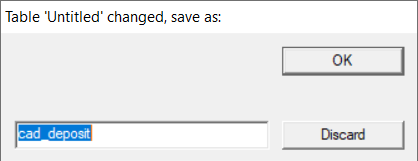 Table 'Untitled' changed, save as:
OK
cad_deposit
Discard